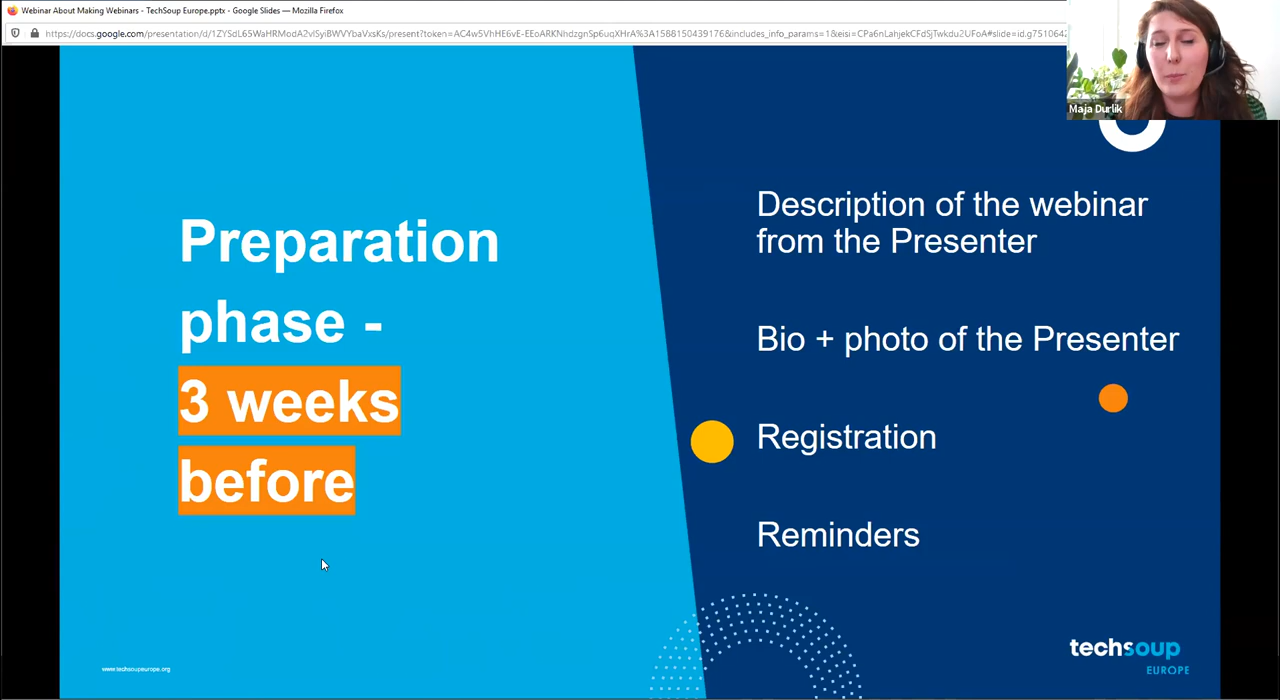 Webinar About Making Webinars - TechSoup Europe.pptx - Google Slides — Mozilla Firefox
Maja Durlik
Preparation
phase -
3 weeks
before
Description of the webinar
from the Presenter
Bio + photo of the Presenter
Registration
Reminders
www.techsoupeurope.org
techsoup
EUROPE